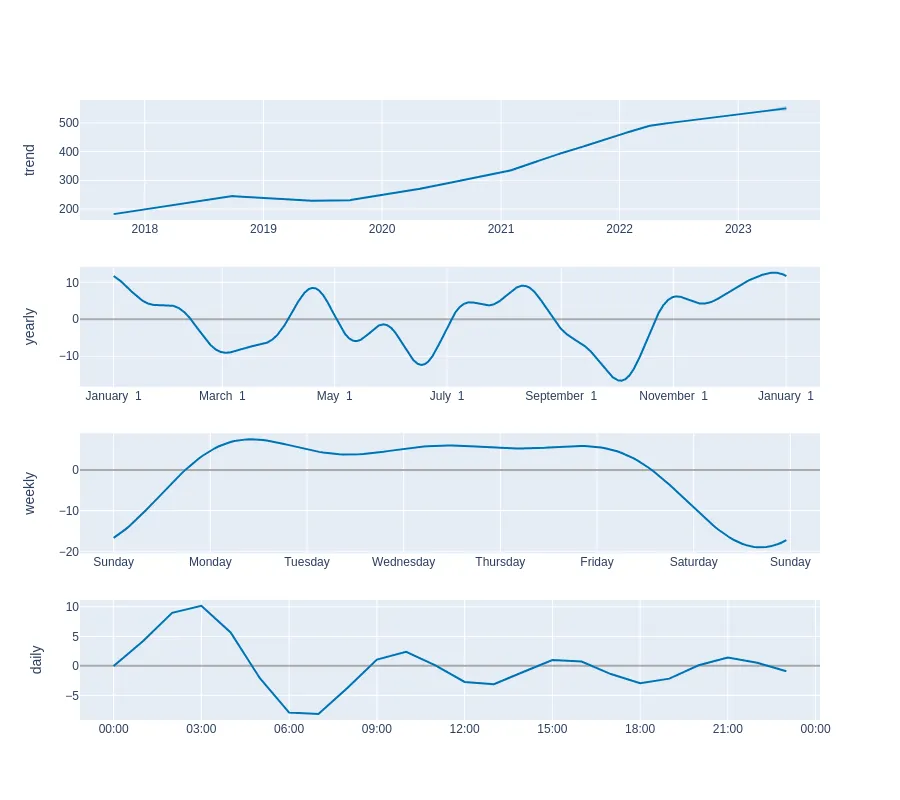 trend
500
400
300
200
2018 2019 2020 2021 2022 2023
yearly
10
0
−10
January 1 March 1 May 1 July 1 September 1 November 1 January 1
weekly
0
−10
−20
Sunday Monday Tuesday Wednesday Thursday Friday Saturday Sunday
daily
10
5
0
−5
00:00 03:00 06:00 09:00 12:00 15:00 18:00 21:00 00:00